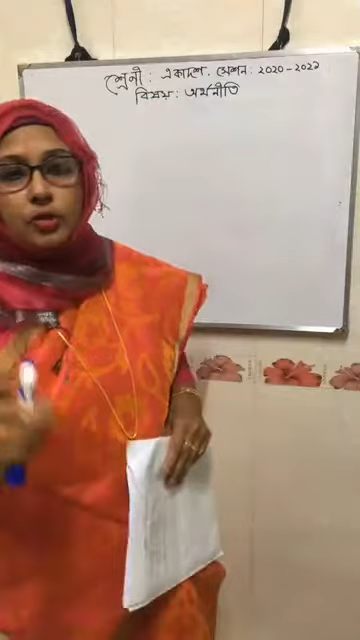 শ্রেণী : একাদশ. সেশন : ২০২০ - ২০২১
বিষয় : অর্থনীতি